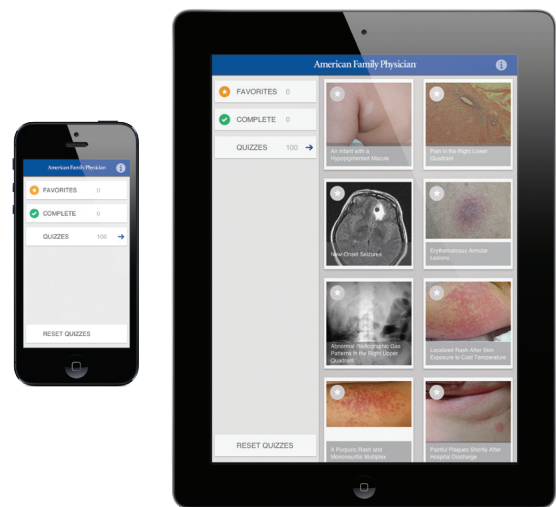 American Family Physician
FAVORITES 0
COMPLETE 0
QUIZZES 100
RESET QUIZZES
American Family Physician
FAVORITES 0
COMPLETE 0
QUIZZES 100
RESET QUIZZES
An Infant with a
Hypopigmented Macule
Pain in the Right Lower
Quadrant
New-Onset Seizures
Erythematous Annular
Lesions
Abnormal Radiographic Gas
Patterns in the Right Upper
Quadrant
Localized Rash After Skin
Exposure to Cold Temperature
A Purpuric Rash and
Mononeuritis Multiplex
Painful Plaques Shortly After
Hospital Discharge